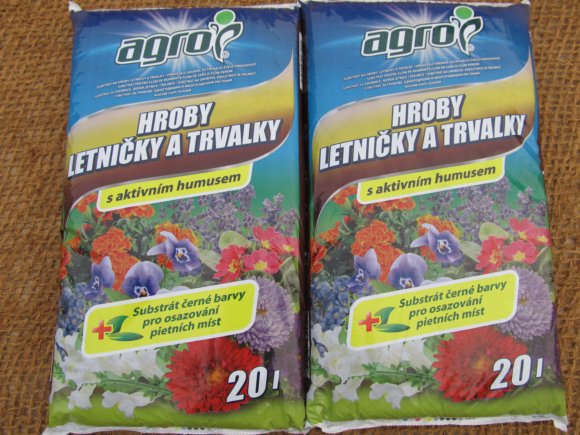 agro
HROBY
LETNIČKY A TRVALKY
s aktivním humusem
Substrát černé barvy
pro osazování
pietních míst
20 l
agro
HROBY
LETNIČKY A TRVALKY
s aktivním humusem
Substrát černé barvy
pro osazování
pietních míst
20 l